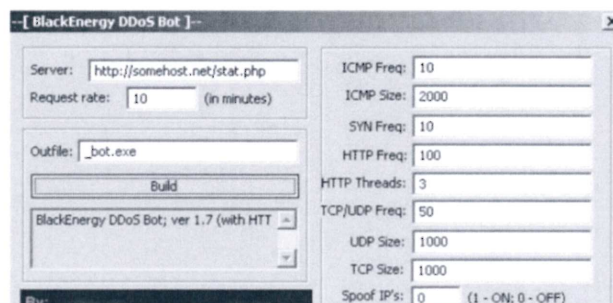 --[ BlackEnergy DDoS Bot ]--
Server: http://somehost.net/stat.php
Request rate: 10 (in minutes)
Outfile: _bot.exe
Build
BlackEnergy DDoS Bot; ver 1.7 (with HTT
By:
ICMP Freq: 10
ICMP Size: 2000
SYN Freq: 10
HTTP Freq: 100
HTTP Threads: 3
TCP/UDP Freq: 50
UDP Size: 1000
TCP Size: 1000
Spoof IP's: 0 (1 - ON; 0 - OFF)